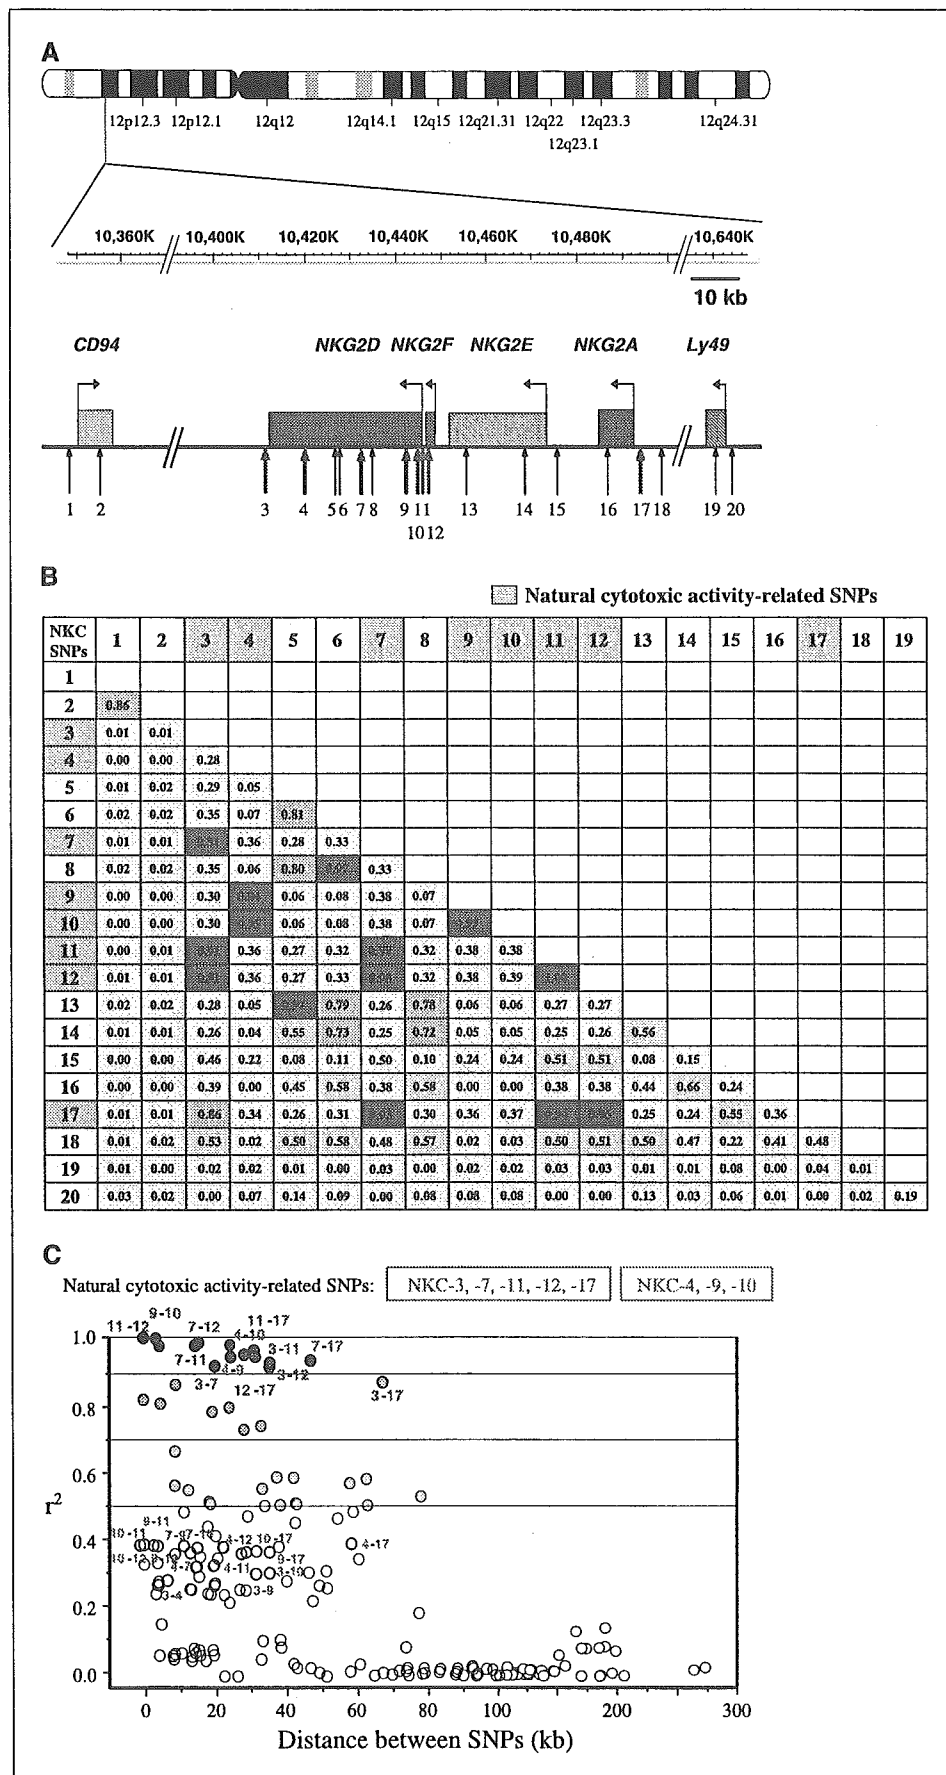 A
12p12.3 12p12.1 12q12 12q14.1 12q15 12q21.31 12q22 12q23.3 12q24.31
12q23.1
10,360K 10,400K 10,420K 10,440K 10,460K 10,480K 10,640K
10 kb
CD94 NKG2D NKG2F NKG2E NKG2A Ly49
1 2 3 4 5 6 7 8 9 11 13 14 15 16 17 18 19 20
10 12
B
Natural cytotoxic activity-related SNPs
NKC SNPs 1 2 3 4 5 6 7 8 9 10 11 12 13 14 15 16 17 18 19
1
2 0.86
3 0.01 0.01
4 0.00 0.00 0.28
5 0.01 0.02 0.29 0.05
6 0.02 0.02 0.35 0.07 0.81
7 0.01 0.01 0.36 0.28 0.33
8 0.02 0.02 0.35 0.06 0.80 0.33
9 0.00 0.00 0.30 0.06 0.08 0.38 0.07
10 0.00 0.00 0.30 0.06 0.08 0.38 0.07
11 0.00 0.01 0.36 0.27 0.32 0.32 0.38 0.38
12 0.01 0.01 0.36 0.27 0.33 0.32 0.38 0.39
13 0.02 0.02 0.28 0.05 0.79 0.26 0.78 0.06 0.06 0.27 0.27
14 0.01 0.01 0.26 0.04 0.55 0.73 0.25 0.72 0.05 0.05 0.25 0.26 0.56
15 0.00 0.00 0.46 0.22 0.08 0.11 0.50 0.10 0.24 0.24 0.51 0.51 0.08 0.15
16 0.00 0.00 0.39 0.00 0.45 0.58 0.38 0.58 0.00 0.00 0.38 0.38 0.44 0.66 0.24
17 0.01 0.01 0.86 0.34 0.26 0.31 0.30 0.36 0.37 0.25 0.24 0.55 0.36
18 0.01 0.02 0.53 0.02 0.50 0.58 0.48 0.57 0.02 0.03 0.50 0.51 0.50 0.47 0.22 0.41 0.48
19 0.01 0.00 0.02 0.02 0.01 0.00 0.03 0.00 0.02 0.02 0.03 0.03 0.01 0.01 0.08 0.00 0.04 0.01
20 0.03 0.02 0.00 0.07 0.14 0.09 0.00 0.08 0.08 0.08 0.00 0.00 0.13 0.03 0.06 0.01 0.00 0.02 0.19
C
Natural cytotoxic activity-related SNPs: NKC-3, -7, -11, -12, -17 NKC-4, -9, -10
9-10 11-17
11-12 7-12 4-10
3-11 7-17
7-11 4-9 3-12
3-7 12-17 3-17
1.0
0.8
0.6
r2
0.4
0.2
0.0
9-11
10-11 4-12 10-17
9-17 4-17
4-7 4-11 3-10
3-4 3-9
0 20 40 60 80 100 200 300
Distance between SNPs (kb)